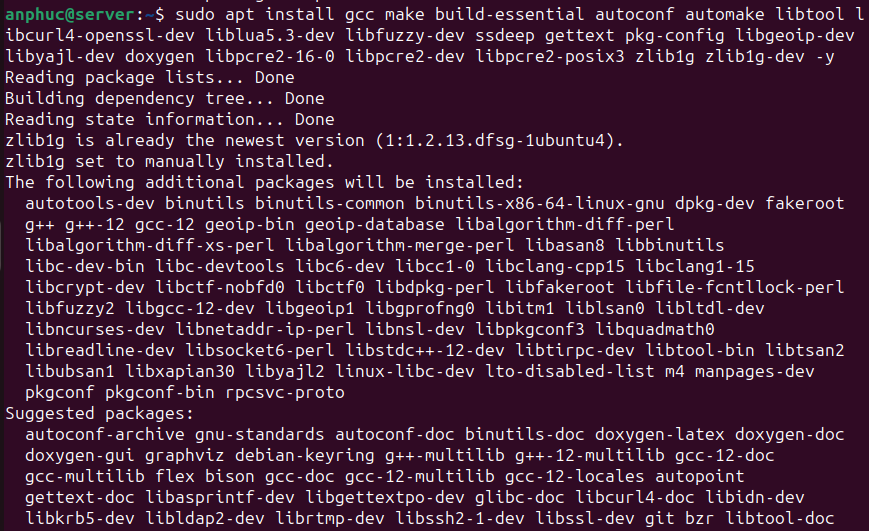 anphuc@server:~$ sudo apt install gcc make build-essential autoconf automake libtool l
ibcurl4-openssl-dev liblua5.3-dev libfuzzy-dev ssdeep gettext pkg-config libgeoip-dev
libyajl-dev doxygen libpcre2-16-0 libpcre2-dev libpcre2-posix3 zlib1g zlib1g-dev -y
Reading package lists... Done
Building dependency tree... Done
Reading state information... Done
zlib1g is already the newest version (1:1.2.13.dfsg-1ubuntu4).
zlib1g set to manually installed.
The following additional packages will be installed:
  autotools-dev binutils binutils-common binutils-x86-64-linux-gnu dpkg-dev fakeroot
  g++ g++-12 gcc-12 geoip-bin geoip-database libalgorithm-diff-perl
  libalgorithm-diff-xs-perl libalgorithm-merge-perl libasan8 libbinutils
  libc-dev-bin libc-devtools libc6-dev libcc1-0 libclang-cpp15 libclang1-15
  libcrypt-dev libctf-nobfd0 libctf0 libdpkg-perl libfakeroot libfile-fcntllock-perl
  libfuzzy2 libgcc-12-dev libgeoip1 libgprofng0 libitm1 liblsan0 libltdl-dev
  libncurses-dev libnetaddr-ip-perl libnsl-dev libpkgconf3 libquadmath0
  libreadline-dev libsocket6-perl libstdc++-12-dev libtirpc-dev libtool-bin libtsan2
  libubsan1 libxapian30 libyajl2 linux-libc-dev lto-disabled-list m4 manpages-dev
  pkgconf pkgconf-bin rpcsvc-proto
Suggested packages:
  autoconf-archive gnu-standards autoconf-doc binutils-doc doxygen-latex doxygen-doc
  doxygen-gui graphviz debian-keyring g++-multilib g++-12-multilib gcc-12-doc
  gcc-multilib flex bison gcc-doc gcc-12-multilib gcc-12-locales autopoint
  gettext-doc libasprintf-dev libgettextpo-dev glibc-doc libcurl4-doc libidn-dev
  libkrb5-dev libldap2-dev librtmp-dev libssh2-1-dev libssl-dev git bzr libtool-doc